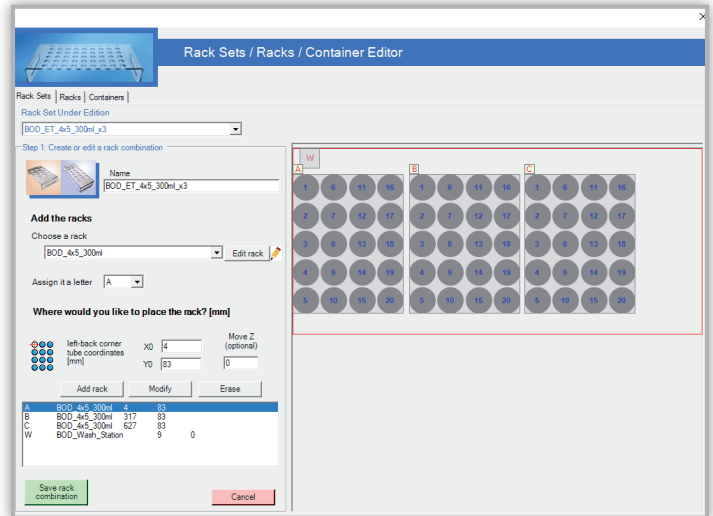 Rack Sets / Racks / Container Editor
Rack Sets Racks Containers
Rack Set Under Edition
BOD_ET_4x5_300ml_x3
Step 1: Create or edit a rack combination
Name
BOD_ET_4x5_300ml_x3
Add the racks
Choose a rack
BOD_4x5_300ml Edit rack
Assign it a letter A
Where would you like to place the rack? [mm]
left-back corner
tube coordinates
[mm]
X0 4
Y0 83
Move Z
(optional)
0
Add rack Modify Erase
A BOD_4x5_300ml 4 83
B BOD_4x5_300ml 317 83
C BOD_4x5_300ml 627 83
W BOD_Wash_Station 9 0
Save rack
combination
Cancel
W
A B C
1 6 11 16 1 6 11 16 1 6 11 16
2 7 12 17 2 7 12 17 2 7 12 17
3 8 13 18 3 8 13 18 3 8 13 18
4 9 14 19 4 9 14 19 4 9 14 19
5 10 15 20 5 10 15 20 5 10 15 20